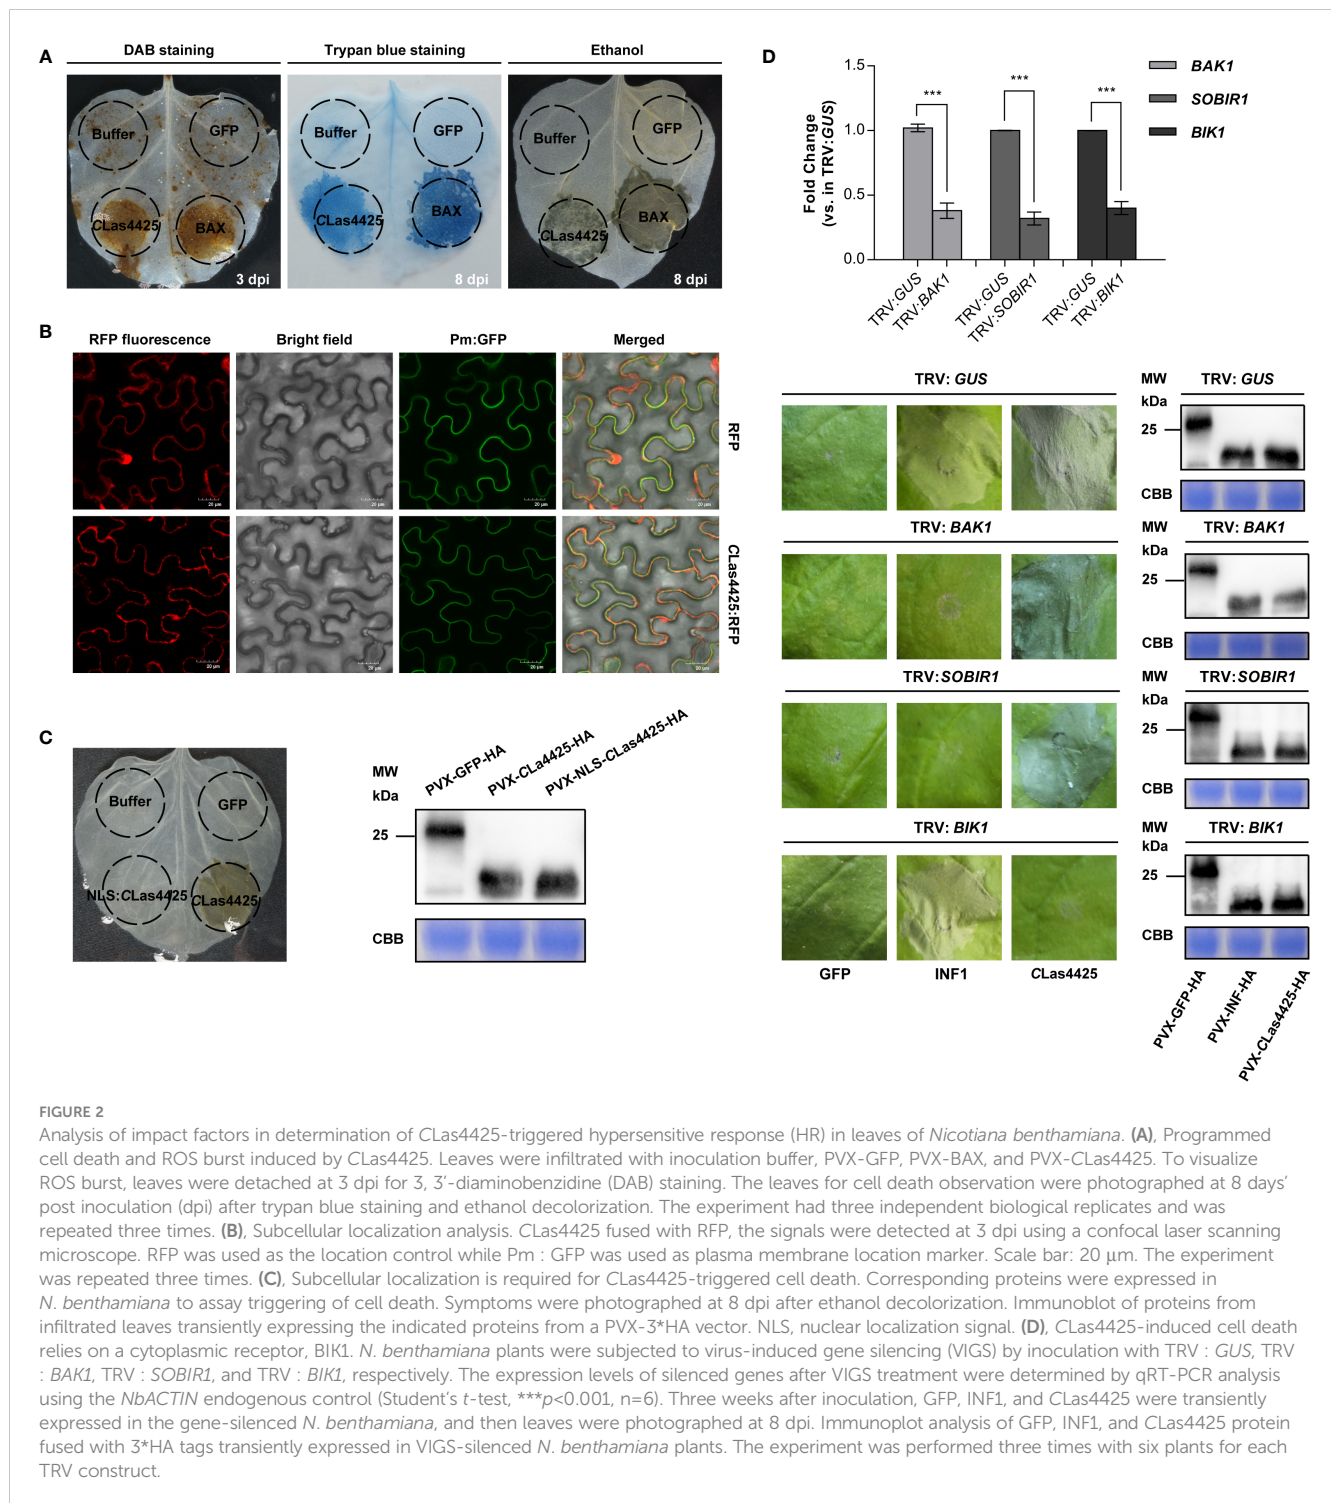 A
DAB staining
Trypan blue staining
Ethanol
Buffer
GFP
CLas4425
BAX
3 dpi
Buffer
GFP
CLas4425
BAX
8 dpi
Buffer
GFP
CLas4425
BAX
8 dpi
B
RFP fluorescence
Bright field
Pm:GFP
Merged
RFP
20 μm
20 μm
20 μm
20 μm
CLas4425:RFP
20 μm
20 μm
20 μm
20 μm
C
Buffer
GFP
NLS:CLas4425
CLas4425
MW
kDa
25
PVX-GFP-HA
PVX-CLa4425-HA
PVX-NLS-CLas4425-HA
CBB
D
Fold Change
(vs. in TRV:GUS)
1.5
1.0
0.5
0.0
***
***
***
BAK1
SOBIR1
BIK1
TRV:GUS
TRV:BAK1
TRV:GUS
TRV:SOBIR1
TRV:GUS
TRV:BIK1
TRV: GUS
MW
kDa
TRV: GUS
25
CBB
TRV: BAK1
MW
kDa
TRV: BAK1
25
CBB
TRV:SOBIR1
MW
kDa
TRV:SOBIR1
25
CBB
TRV: BIK1
MW
kDa
TRV: BIK1
25
CBB
GFP
INF1
CLas4425
PVX-GFP-HA
PVX-INF-HA
PVX-CLas4425-HA
FIGURE 2
Analysis of impact factors in determination of CLas4425-triggered hypersensitive response (HR) in leaves of Nicotiana benthamiana. (A), Programmed
cell death and ROS burst induced by CLas4425. Leaves were infiltrated with inoculation buffer, PVX-GFP, PVX-BAX, and PVX-CLas4425. To visualize
ROS burst, leaves were detached at 3 dpi for 3, 3’-diaminobenzidine (DAB) staining. The leaves for cell death observation were photographed at 8 days’
post inoculation (dpi) after trypan blue staining and ethanol decolorization. The experiment had three independent biological replicates and was
repeated three times. (B), Subcellular localization analysis. CLas4425 fused with RFP, the signals were detected at 3 dpi using a confocal laser scanning
microscope. RFP was used as the location control while Pm : GFP was used as plasma membrane location marker. Scale bar: 20 μm. The experiment
was repeated three times. (C), Subcellular localization is required for CLas4425-triggered cell death. Corresponding proteins were expressed in
N. benthamiana to assay triggering of cell death. Symptoms were photographed at 8 dpi after ethanol decolorization. Immunoblot of proteins from
infiltrated leaves transiently expressing the indicated proteins from a PVX-3*HA vector. NLS, nuclear localization signal. (D), CLas4425-induced cell death
relies on a cytoplasmic receptor, BIK1. N. benthamiana plants were subjected to virus-induced gene silencing (VIGS) by inoculation with TRV : GUS, TRV
: BAK1, TRV : SOBIR1, and TRV : BIK1, respectively. The expression levels of silenced genes after VIGS treatment were determined by qRT-PCR analysis
using the NbACTIN endogenous control (Student’s t-test, ***p<0.001, n=6). Three weeks after inoculation, GFP, INF1, and CLas4425 were transiently
expressed in the gene-silenced N. benthamiana, and then leaves were photographed at 8 dpi. Immunoplot analysis of GFP, INF1, and CLas4425 protein
fused with 3*HA tags transiently expressed in VIGS-silenced N. benthamiana plants. The experiment was performed three times with six plants for each
TRV construct.